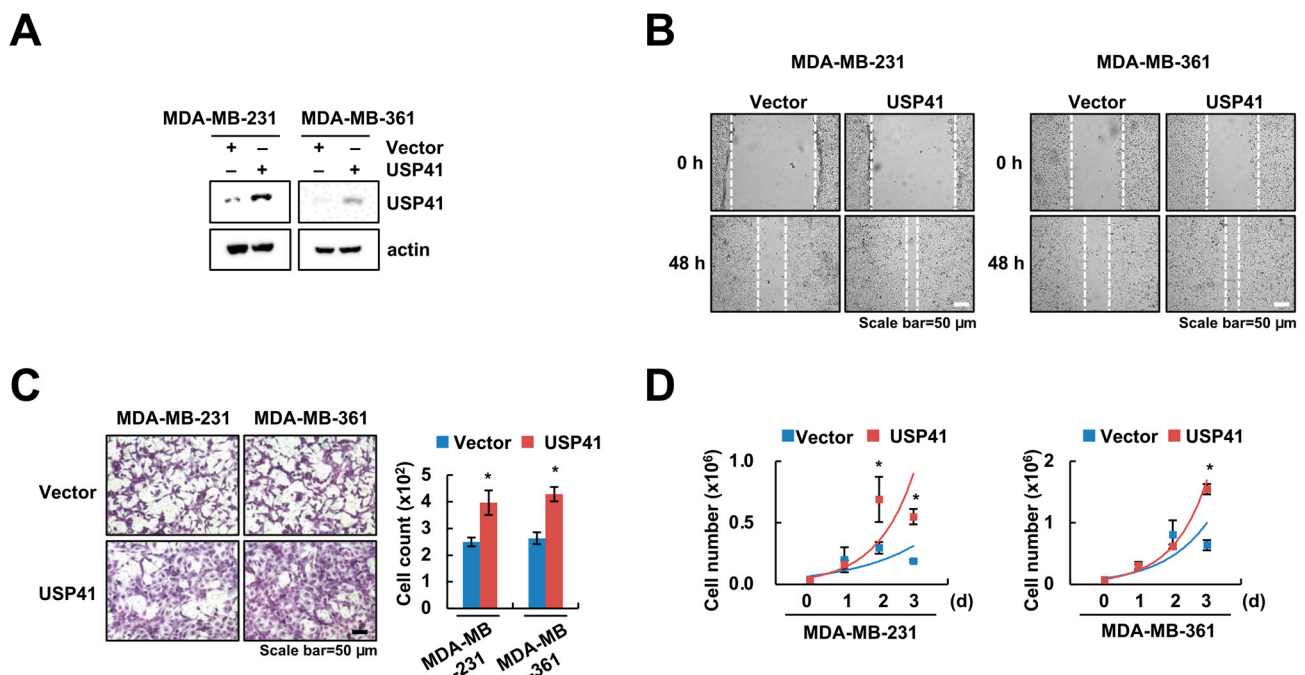 A
MDA-MB-231 MDA-MB-361
+ – + – Vector
– + – + USP41
USP41
actin
B
MDA-MB-231 MDA-MB-361
Vector USP41 Vector USP41
0 h 0 h
48 h 48 h
Scale bar=50 µm Scale bar=50 µm
C
MDA-MB-231 MDA-MB-361
Vector
USP41
Scale bar=50 µm
Vector USP41
Cell count (x10²)
5
4
3
2
1
0
* *
MDA-MB
-231
MDA-MB
-361
D
Vector USP41
Cell number (x10⁶)
1.0
0.5
0.0
* *
0 1 2 3 (d)
MDA-MB-231
Vector USP41
Cell number (x10⁶)
2
1
0
*
0 1 2 3 (d)
MDA-MB-361